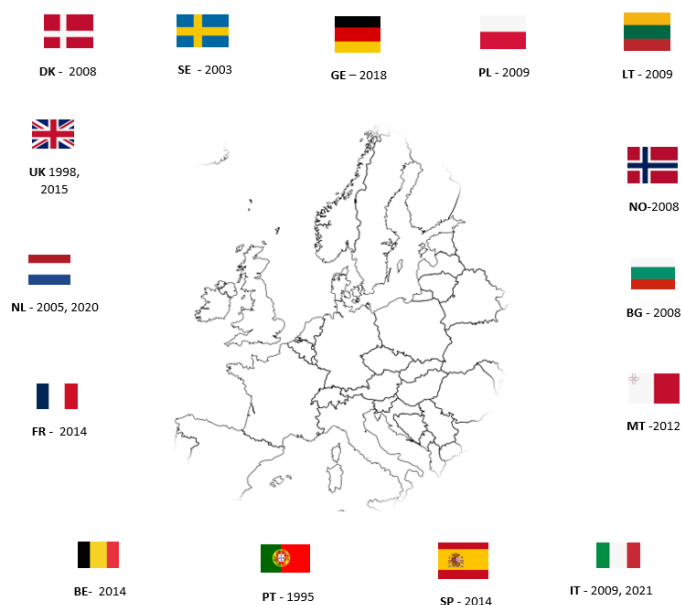 DK - 2008
SE - 2003
GE – 2018
PL - 2009
LT - 2009
UK 1998,
2015
NO-2008
NL - 2005, 2020
BG - 2008
FR - 2014
MT -2012
BE- 2014
PT - 1995
SP - 2014
IT - 2009, 2021